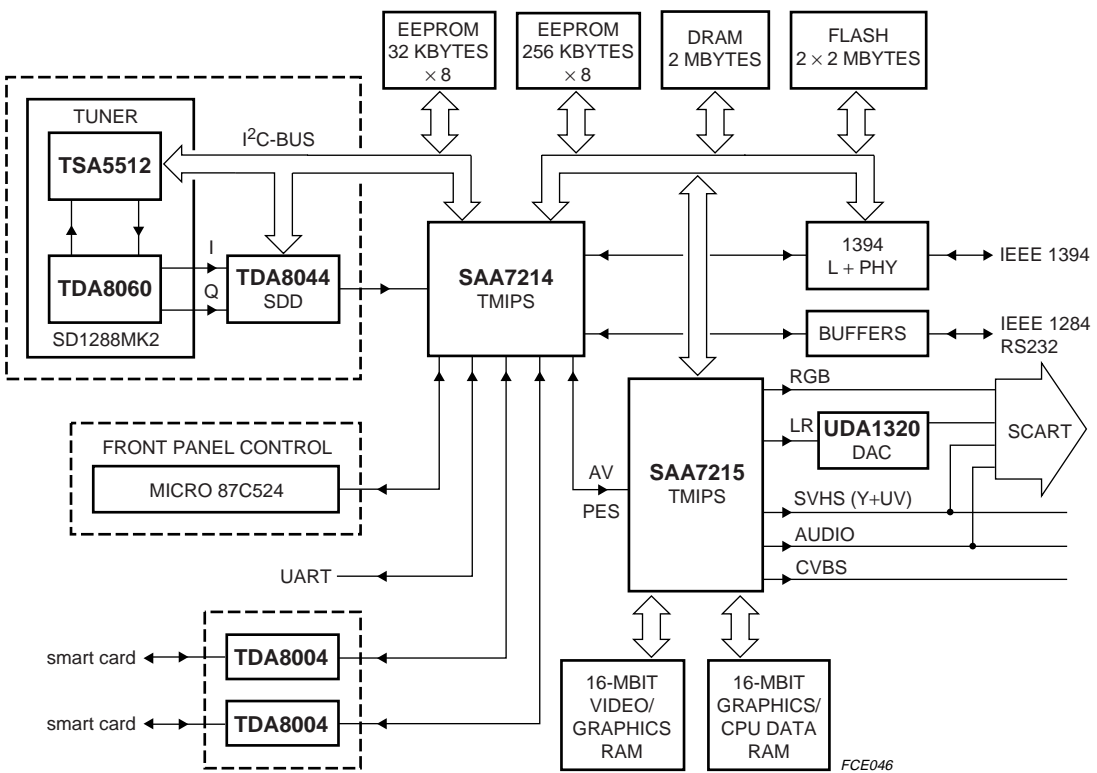 EEPROM
32 KBYTES
× 8
EEPROM
256 KBYTES
× 8
DRAM
2 MBYTES
FLASH
2 × 2 MBYTES
TUNER
TSA5512
I²C-BUS
TDA8060
SD1288MK2
I
Q
TDA8044
SDD
SAA7214
TMIPS
1394
L + PHY
IEEE 1394
BUFFERS
IEEE 1284
RS232
FRONT PANEL CONTROL
MICRO 87C524
AV
PES
SAA7215
TMIPS
RGB
LR
UDA1320
DAC
SCART
SVHS (Y+UV)
AUDIO
CVBS
UART
smart card
TDA8004
smart card
TDA8004
16-MBIT
VIDEO/
GRAPHICS
RAM
16-MBIT
GRAPHICS/
CPU DATA
RAM
FCE046